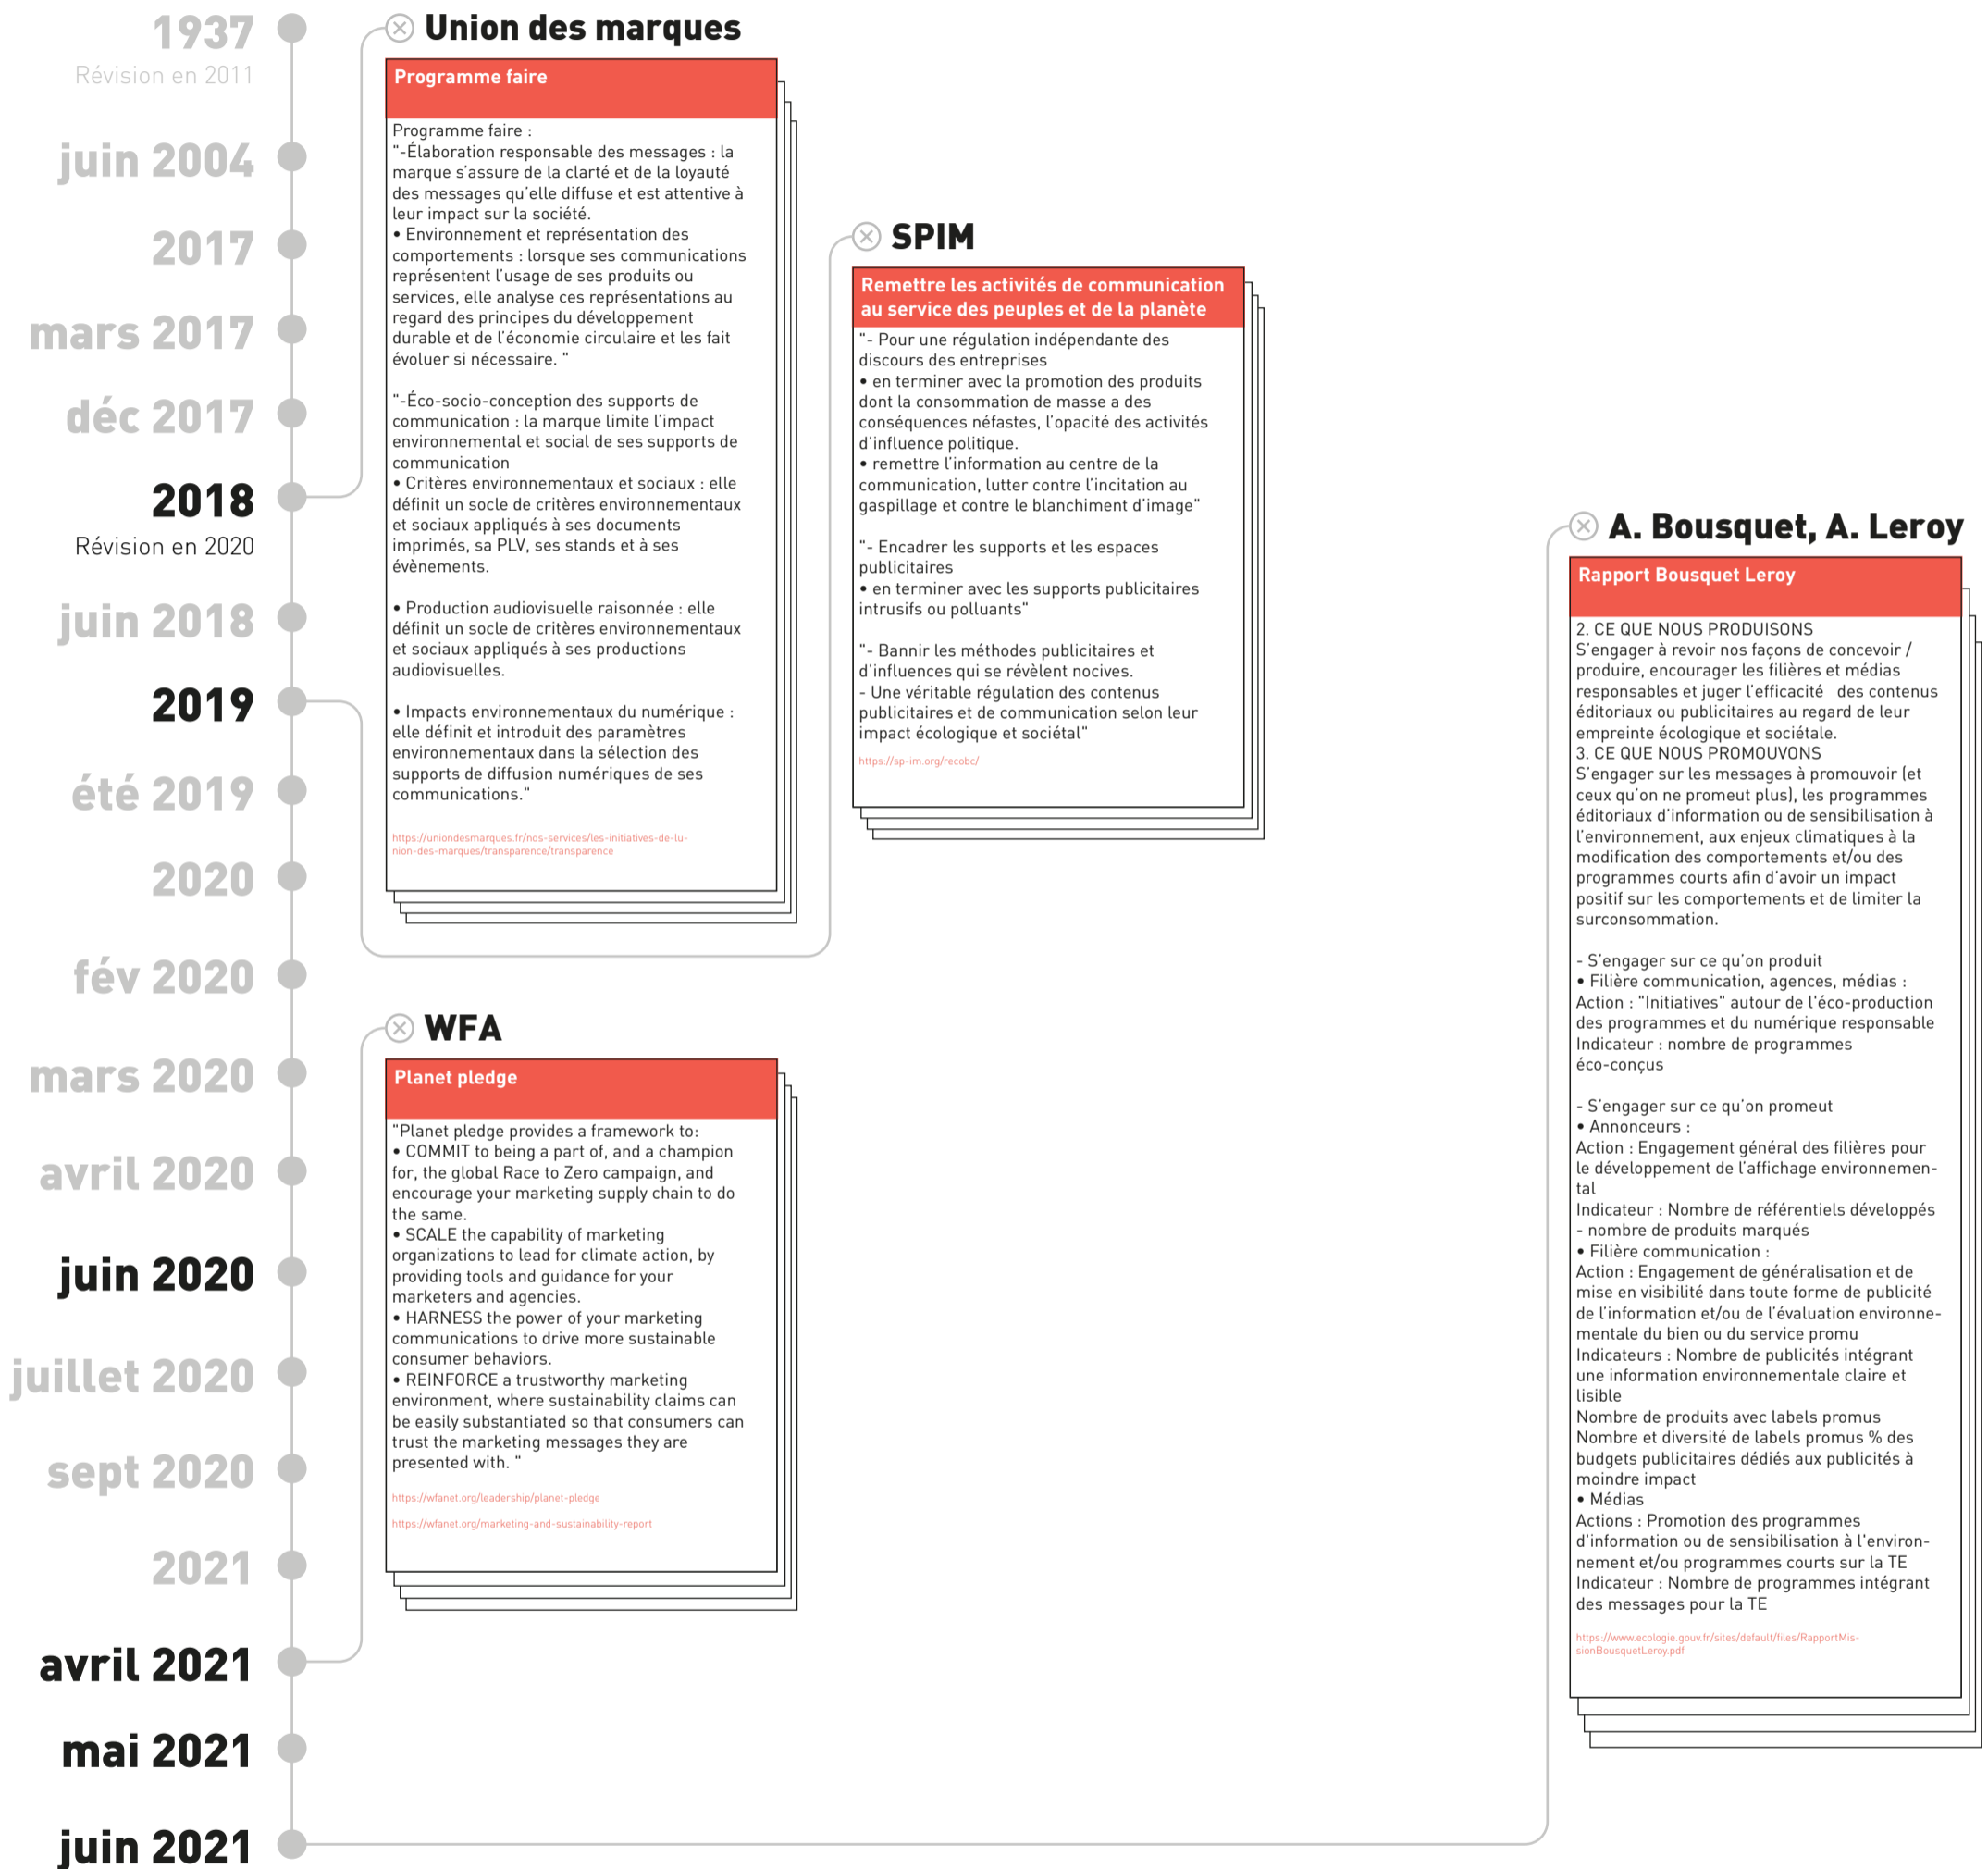 1937
Révision en 2011
juin 2004
2017
mars 2017
déc 2017
2018
Révision en 2020
juin 2018
2019
été 2019
2020
fév 2020
mars 2020
avril 2020
juin 2020
juillet 2020
sept 2020
2021
avril 2021
mai 2021
juin 2021
Union des marques
Programme faire
Programme faire :
"-Élaboration responsable des messages : la
marque s'assure de la clarté et de la loyauté
des messages qu'elle diffuse et est attentive à
leur impact sur la société.
• Environnement et représentation des
comportements : lorsque ses communications
représentent l'usage de ses produits ou
services, elle analyse ces représentations au
regard des principes du développement
durable et de l'économie circulaire et les fait
évoluer si nécessaire. "
"-Éco-socio-conception des supports de
communication : la marque limite l'impact
environnemental et social de ses supports de
communication
• Critères environnementaux et sociaux : elle
définit un socle de critères environnementaux
et sociaux appliqués à ses documents
imprimés, sa PLV, ses stands et à ses
évènements.
• Production audiovisuelle raisonnée : elle
définit un socle de critères environnementaux
et sociaux appliqués à ses productions
audiovisuelles.
• Impacts environnementaux du numérique :
elle définit et introduit des paramètres
environnementaux dans la sélection des
supports de diffusion numériques de ses
communications."
https://uniondesmarques.fr/nos-services/les-initiatives-de-lu-
nion-des-marques/transparence/transparence
SPIM
Remettre les activités de communication
au service des peuples et de la planète
"- Pour une régulation indépendante des
discours des entreprises
• en terminer avec la promotion des produits
dont la consommation de masse a des
conséquences néfastes, l'opacité des activités
d'influence politique.
• remettre l'information au centre de la
communication, lutter contre l'incitation au
gaspillage et contre le blanchiment d'image"
"- Encadrer les supports et les espaces
publicitaires
• en terminer avec les supports publicitaires
intrusifs ou polluants"
"- Bannir les méthodes publicitaires et
d'influences qui se révèlent nocives.
- Une véritable régulation des contenus
publicitaires et de communication selon leur
impact écologique et sociétal"
https://sp-im.org/recobc/
WFA
Planet pledge
"Planet pledge provides a framework to:
• COMMIT to being a part of, and a champion
for, the global Race to Zero campaign, and
encourage your marketing supply chain to do
the same.
• SCALE the capability of marketing
organizations to lead for climate action, by
providing tools and guidance for your
marketers and agencies.
• HARNESS the power of your marketing
communications to drive more sustainable
consumer behaviors.
• REINFORCE a trustworthy marketing
environment, where sustainability claims can
be easily substantiated so that consumers can
trust the marketing messages they are
presented with. "
https://wfanet.org/leadership/planet-pledge
https://wfanet.org/marketing-and-sustainability-report
A. Bousquet, A. Leroy
Rapport Bousquet Leroy
2. CE QUE NOUS PRODUISONS
S'engager à revoir nos façons de concevoir /
produire, encourager les filières et médias
responsables et juger l'efficacité des contenus
éditoriaux ou publicitaires au regard de leur
empreinte écologique et sociétale.
3. CE QUE NOUS PROMOUVONS
S'engager sur les messages à promouvoir (et
ceux qu'on ne promeut plus), les programmes
éditoriaux d'information ou de sensibilisation à
l'environnement, aux enjeux climatiques à la
modification des comportements et/ou des
programmes courts afin d'avoir un impact
positif sur les comportements et de limiter la
surconsommation.
- S'engager sur ce qu'on produit
• Filière communication, agences, médias :
Action : "Initiatives" autour de l'éco-production
des programmes et du numérique responsable
Indicateur : nombre de programmes
éco-conçus
- S'engager sur ce qu'on promeut
• Annonceurs :
Action : Engagement général des filières pour
le développement de l'affichage environnemen-
tal
Indicateur : Nombre de référentiels développés
- nombre de produits marqués
• Filière communication :
Action : Engagement de généralisation et de
mise en visibilité dans toute forme de publicité
de l'information et/ou de l'évaluation environne-
mentale du bien ou du service promu
Indicateurs : Nombre de publicités intégrant
une information environnementale claire et
lisible
Nombre de produits avec labels promus
Nombre et diversité de labels promus % des
budgets publicitaires dédiés aux publicités à
moindre impact
• Médias
Actions : Promotion des programmes
d'information ou de sensibilisation à l'environ-
nement et/ou programmes courts sur la TE
Indicateur : Nombre de programmes intégrant
des messages pour la TE
https://www.ecologie.gouv.fr/sites/default/files/RapportMis-
sionBousquetLeroy.pdf